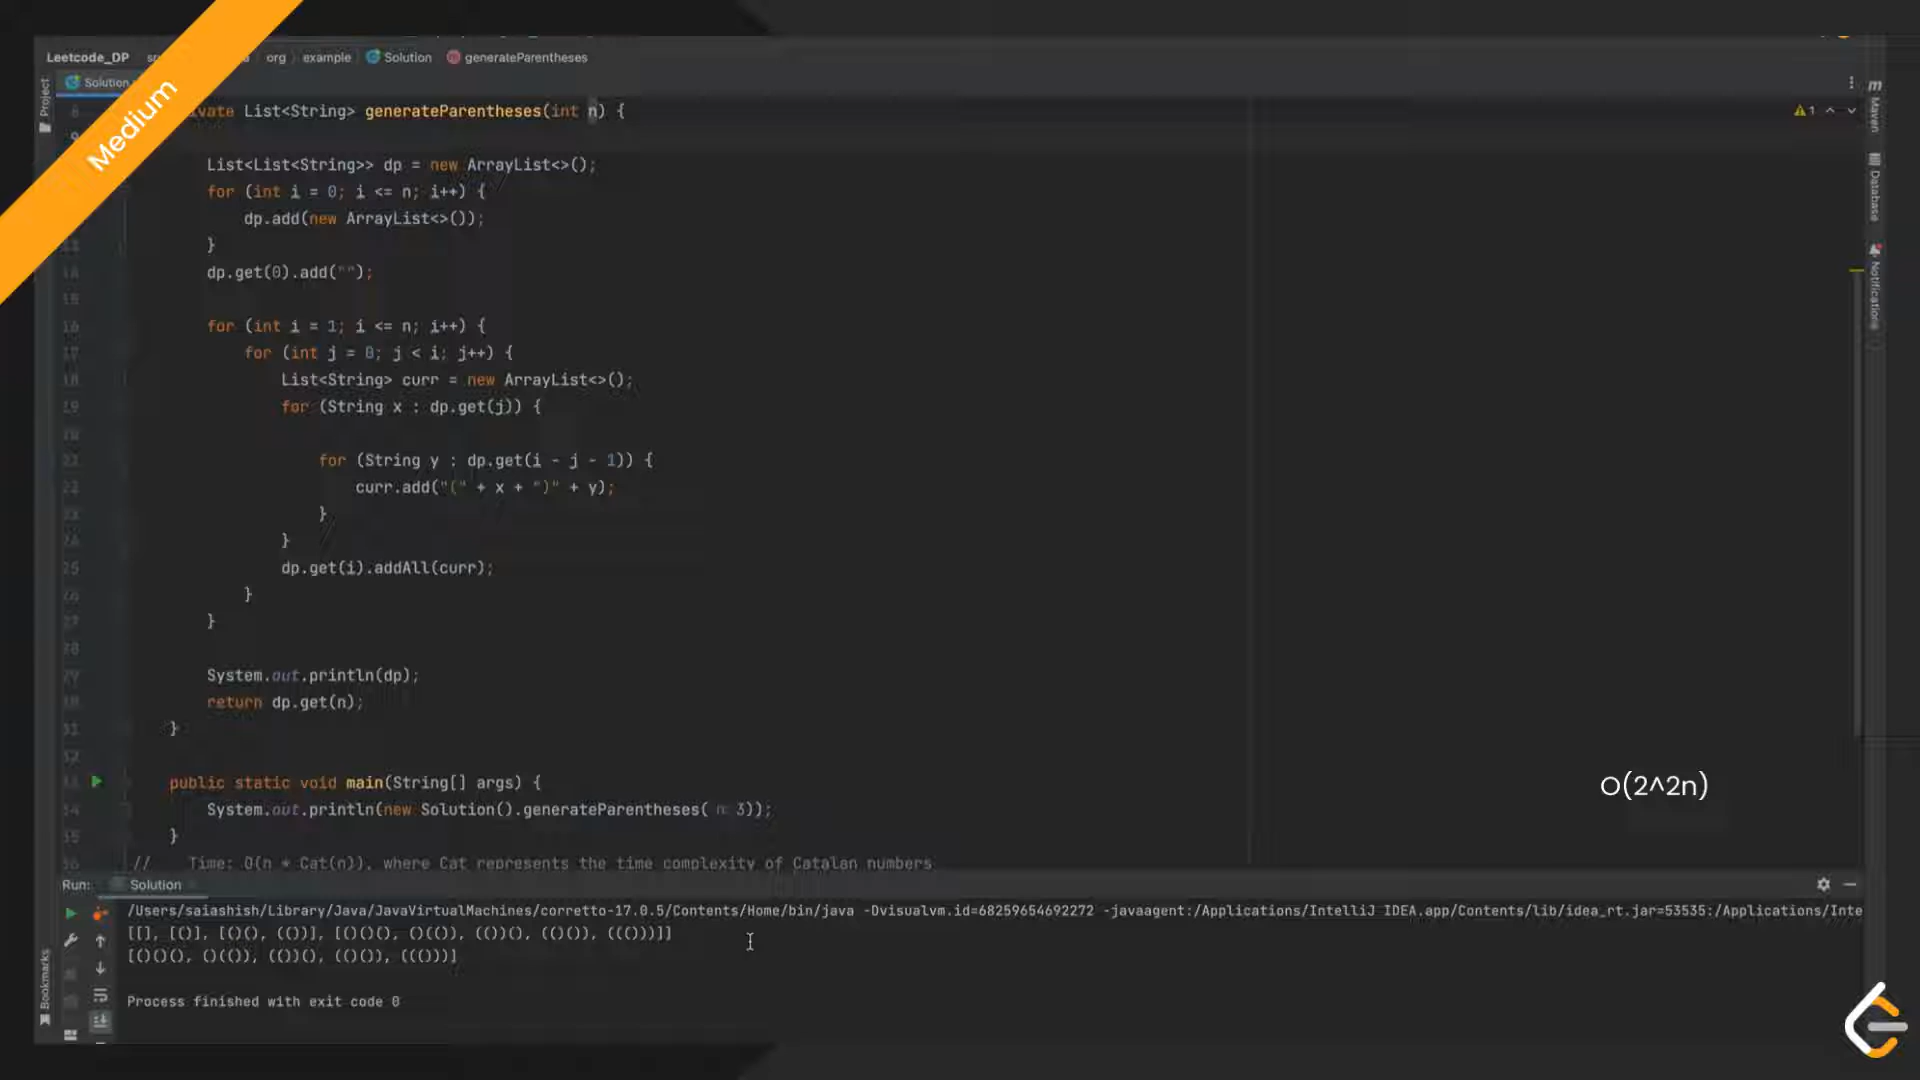 Medium
Leetcode_DP org example Solution generateParentheses
Project
Solution
List<String> generateParentheses(int n) {
List<List<String>> dp = new ArrayList<>();
for (int i = 0; i <= n; i++) {
dp.add(new ArrayList<>());
}
dp.get(0).add("");
for (int i = 1; i <= n; i++) {
for (int j = 0; j < i; j++) {
List<String> curr = new ArrayList<>();
for (String x : dp.get(j)) {
for (String y : dp.get(i - j - 1)) {
curr.add("(" + x + ")" + y);
}
}
dp.get(i).addAll(curr);
}
}
System.out.println(dp);
return dp.get(n);
}
public static void main(String[] args) {
System.out.println(new Solution().generateParentheses( n: 3));
}
// Time: O(n * Cat(n)), where Cat represents the time complexity of Catalan numbers
O(2^2n)
1
m
Maven
Database
Notifications
Run: Solution
/Users/saiashish/Library/Java/JavaVirtualMachines/corretto-17.0.5/Contents/Home/bin/java -Dvisualvm.id=68259654692272 -javaagent:/Applications/IntelliJ IDEA.app/Contents/lib/idea_rt.jar=53535:/Applications/Inte
[[], [()], [()(), (())], [()()(), ()(()), (())(), (()()), ((()))]]
[()()(), ()(()), (())(), (()()), ((()))]
Process finished with exit code 0
Bookmarks